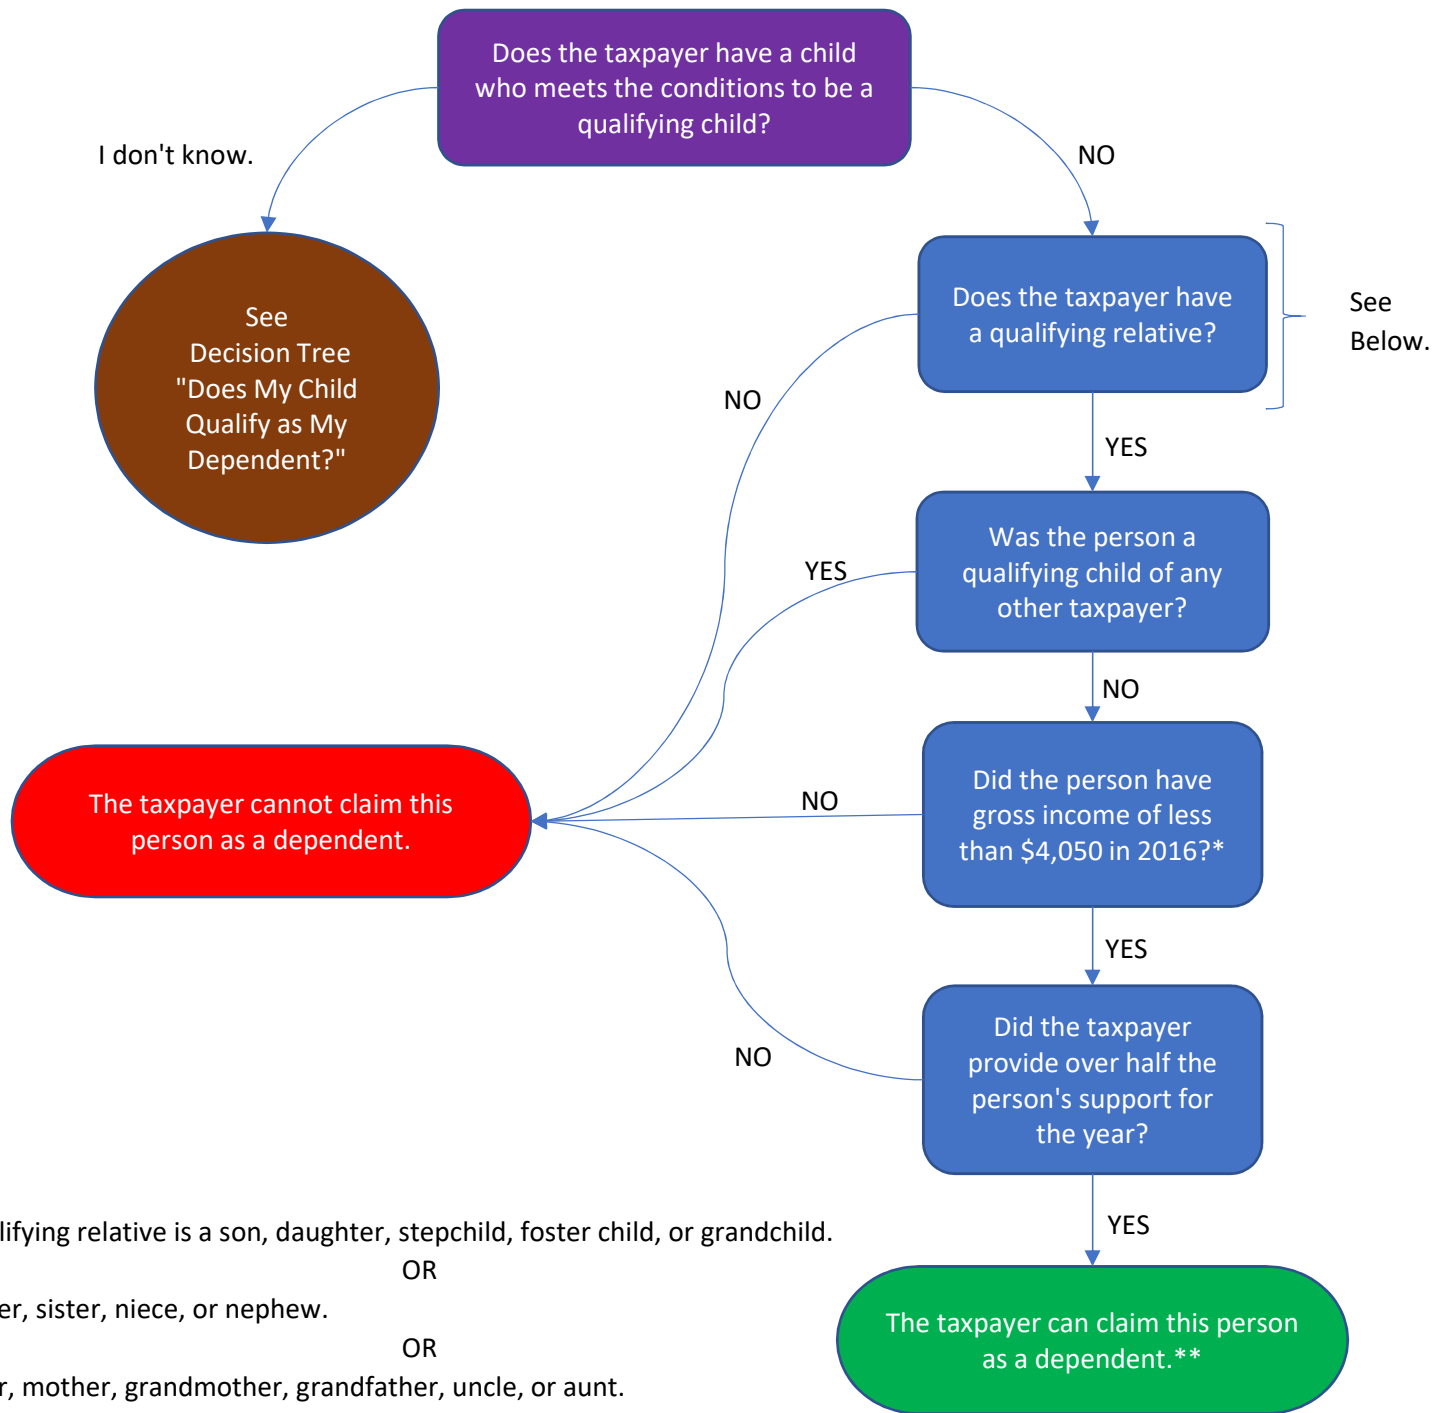 Does the taxpayer have a child
who meets the conditions to be a
qualifying child?
I don't know.
NO
See
Decision Tree
"Does My Child
Qualify as My
Dependent?"
Does the taxpayer have
a qualifying relative?
See
Below.
NO
YES
Was the person a
qualifying child of any
other taxpayer?
YES
NO
Did the person have
gross income of less
than $4,050 in 2016?*
NO
The taxpayer cannot claim this
person as a dependent.
YES
Did the taxpayer
provide over half the
person's support for
the year?
NO
YES
lifying relative is a son, daughter, stepchild, foster child, or grandchild.
OR
er, sister, niece, or nephew.
OR
r, mother, grandmother, grandfather, uncle, or aunt.
The taxpayer can claim this person
as a dependent.**